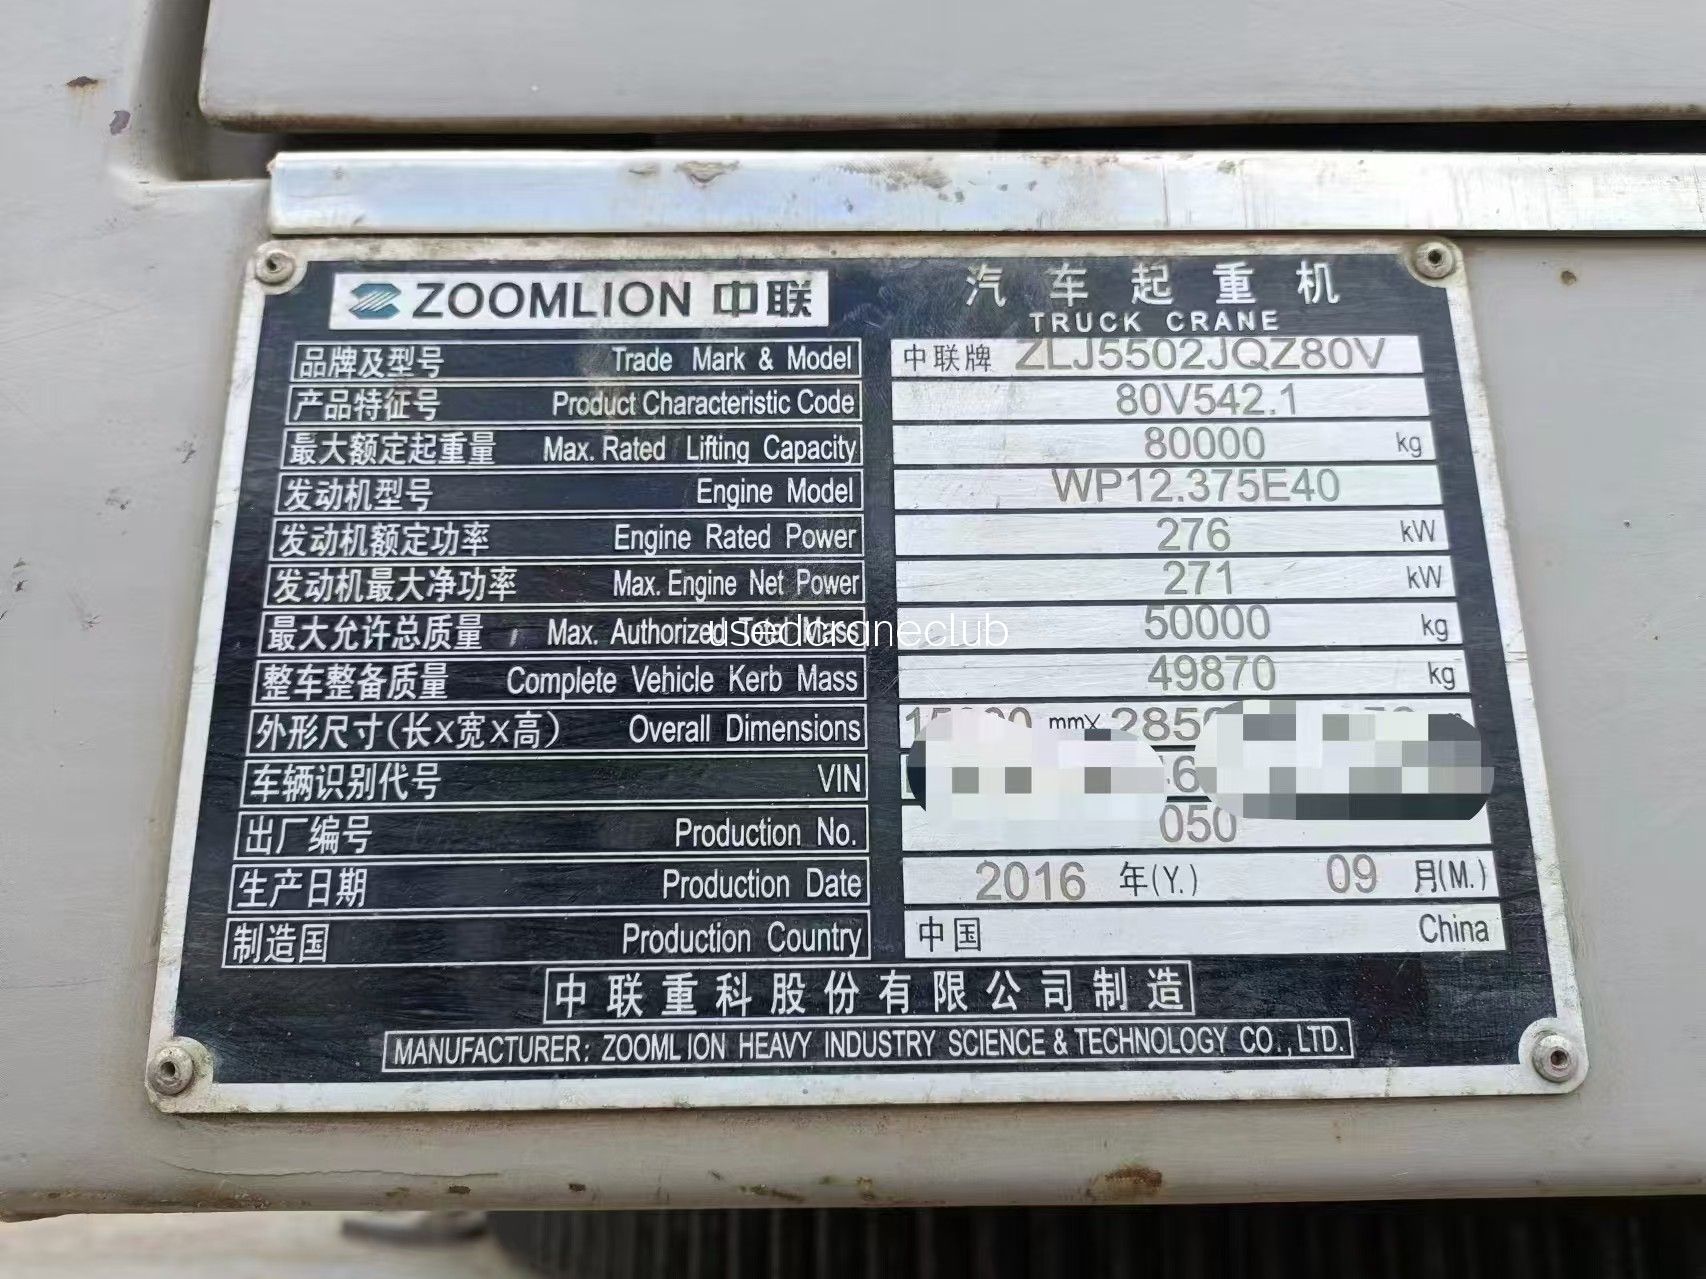 ZOOMLION 中联
汽车起重机
TRUCK CRANE
品牌及型号 Trade Mark & Model 中联牌 ZLJ5502JQZ80V
产品特征号 Product Characteristic Code 80V542.1
最大额定起重量 Max. Rated Lifting Capacity 80000 kg
发动机型号 Engine Model WP12.375E40
发动机额定功率 Engine Rated Power 276 kW
发动机最大净功率 Max. Engine Net Power 271 kW
最大允许总质量 Max. Authorized Total Mass 50000 kg
usedcraneclub
整车整备质量 Complete Vehicle Kerb Mass 49870 kg
外形尺寸(长×宽×高) Overall Dimensions mm×
车辆识别代号 VIN
出厂编号 Production No. 050
生产日期 Production Date 2016 年(Y.) 09 月(M.)
制造国 Production Country 中国 China
中联重科股份有限公司制造
MANUFACTURER: ZOOMLION HEAVY INDUSTRY SCIENCE & TECHNOLOGY CO., LTD.